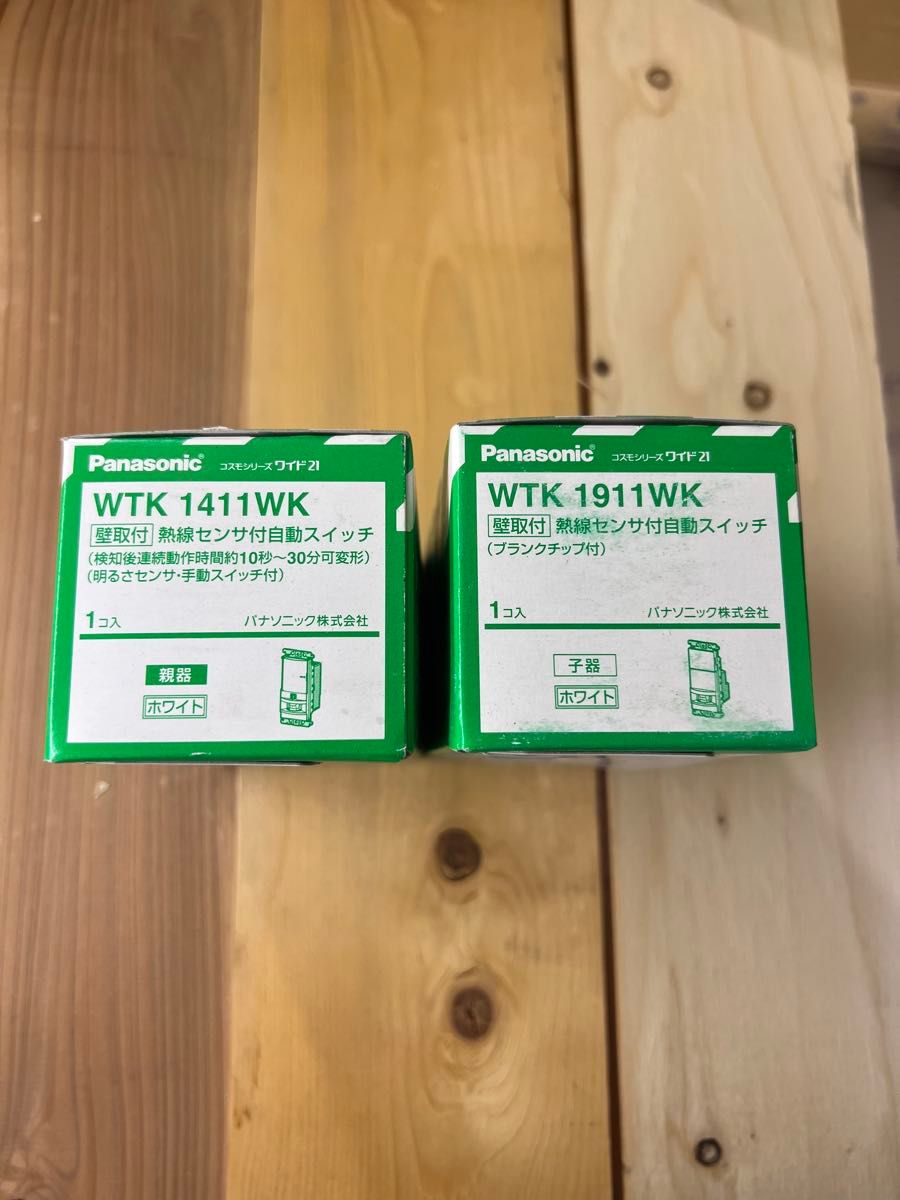 Panasonic® コスモシリーズ ワイド21
WTK 1411WK
壁取付 熱線センサ付自動スイッチ
(検知後連続動作時間約10秒〜30分可変形)
(明るさセンサ・手動スイッチ付)
1コ入 パナソニック株式会社
親器
ホワイト
Panasonic® コスモシリーズ ワイド21
WTK 1911WK
壁取付 熱線センサ付自動スイッチ
(ブランクチップ付)
1コ入 パナソニック株式会社
子器
ホワイト